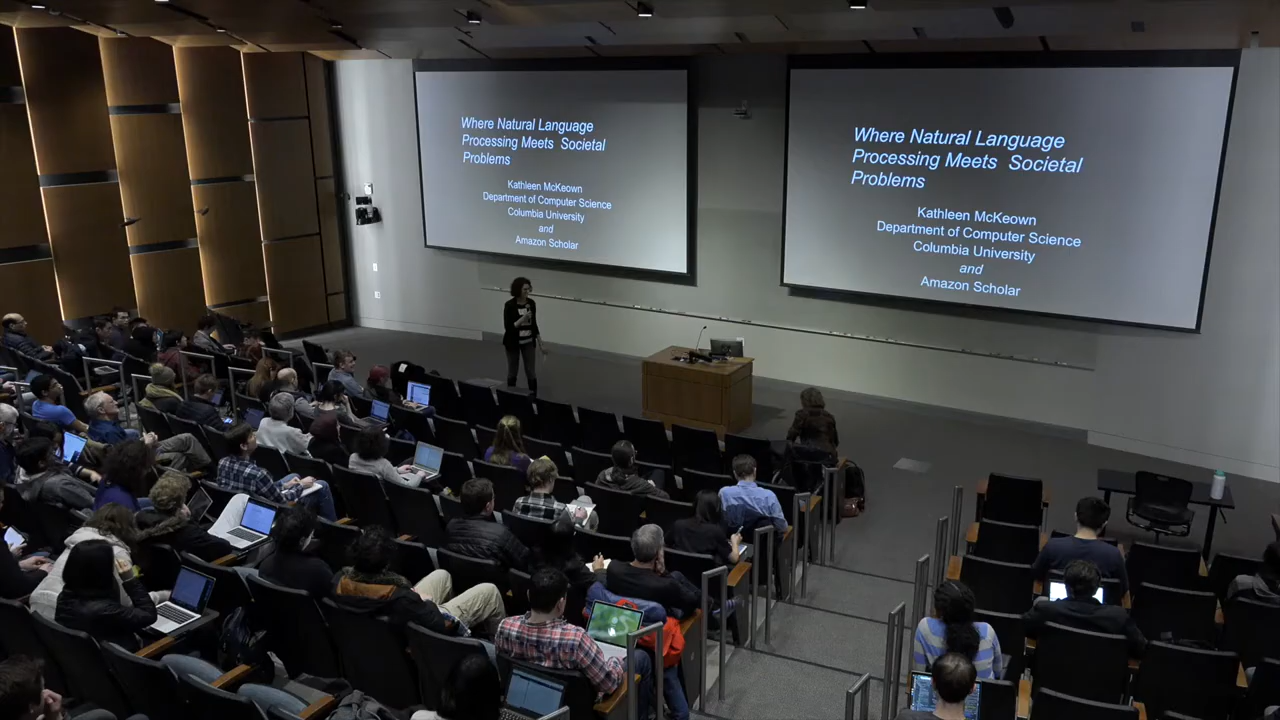 Where Natural Language
Processing Meets Societal
Problems
Kathleen McKeown
Department of Computer Science
Columbia University
and
Amazon Scholar
Where Natural Language
Processing Meets Societal
Problems
Kathleen McKeown
Department of Computer Science
Columbia University
and
Amazon Scholar